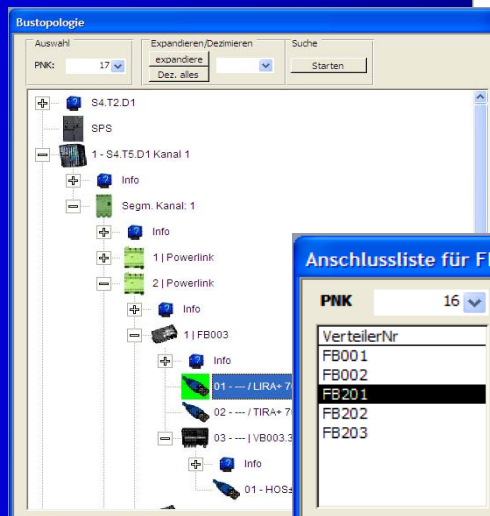 Bustopologie
Auswahl
Expandieren/Dezimieren
Suche
PNK:
17
expandiere
Dez. alles
Starten
S4.T2.D1
SPS
1 - S4.T5.D1 Kanal 1
Info
Segm. Kanal: 1
Info
1 | Powerlink
2 | Powerlink
Info
1 | FB003
Info
01 - --- / LIRA+
02 - --- / TIRA+
03 - --- | VB003.3
Info
01 -
Anschlussliste für
PNK
16
VerteilerNr
FB001
FB002
FB201
FB202
FB203